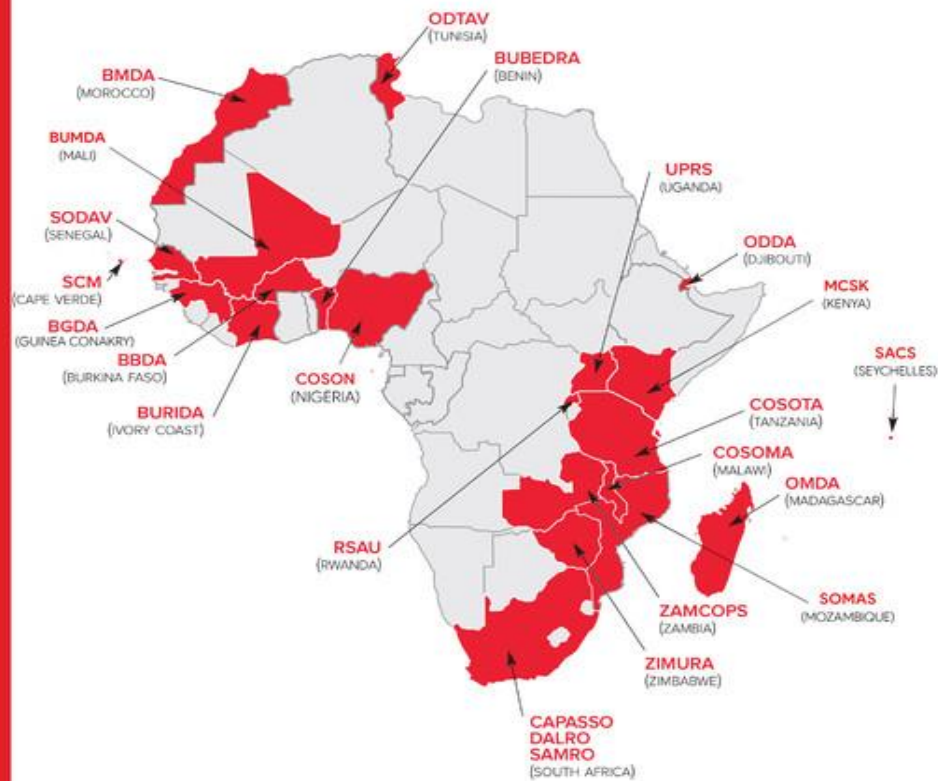 ODTAV
(TUNISIA)
BUBEDRA
(BENIN)
BMDA
(MOROCCO)
BUMDA
(MALI)
UPRS
(UGANDA)
SODAV
(SENEGAL)
ODDA
(DJIBOUTI)
SCM
(CAPE VERDE)
MCSK
(KENYA)
BGDA
(GUINEA CONAKRY)
SACS
(SEYCHELLES)
BBDA
(BURKINA FASO)
COSON
(NIGERIA)
COSOTA
(TANZANIA)
BURIDA
(IVORY COAST)
COSOMA
(MALAWI)
OMDA
(MADAGASCAR)
RSAU
(RWANDA)
SOMAS
(MOZAMBIQUE)
ZAMCOPS
(ZAMBIA)
ZIMURA
(ZIMBABWE)
CAPASSO
DALRO
SAMRO
(SOUTH AFRICA)